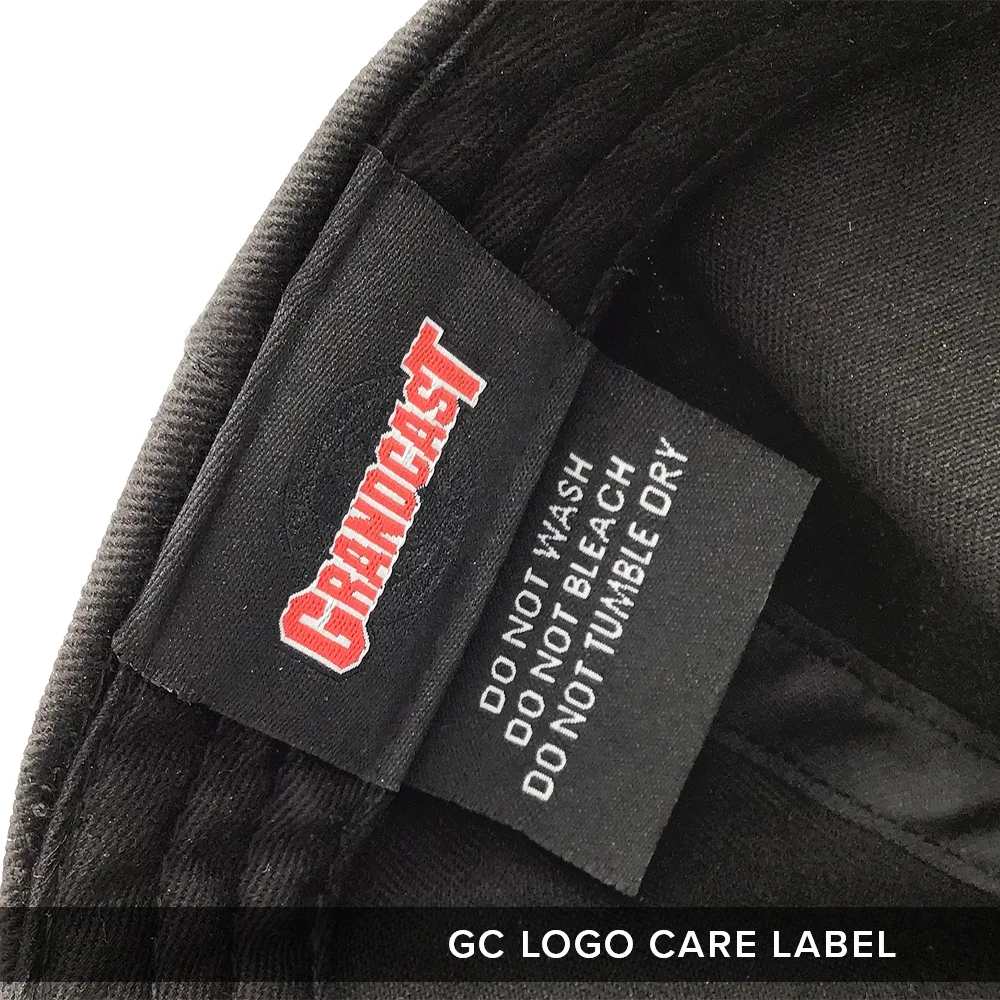 GRANDCAST
DO NOT WASH
DO NOT BLEACH
DO NOT TUMBLE DRY
GC LOGO CARE LABEL